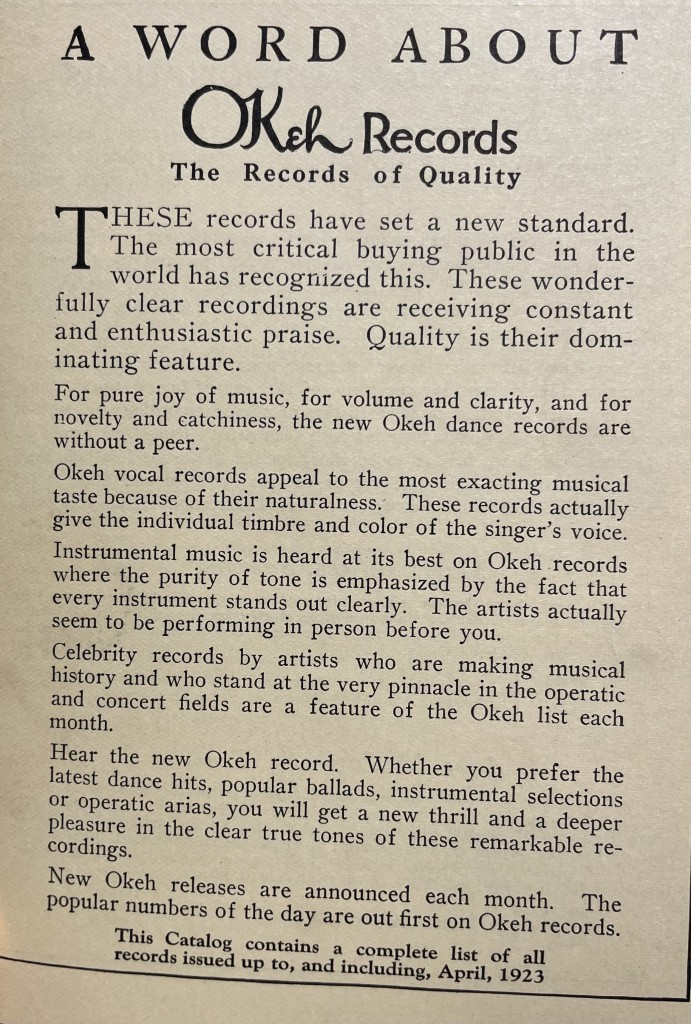 A WORD ABOUT
OKeh Records
The Records of Quality
THESE records have set a new standard.
The most critical buying public in the
world has recognized this. These wonder-
fully clear recordings are receiving constant
and enthusiastic praise. Quality is their dom-
inating feature.
For pure joy of music, for volume and clarity, and for
novelty and catchiness, the new Okeh dance records are
without a peer.
Okeh vocal records appeal to the most exacting musical
taste because of their naturalness. These records actually
give the individual timbre and color of the singer's voice.
Instrumental music is heard at its best on Okeh records
where the purity of tone is emphasized by the fact that
every instrument stands out clearly. The artists actually
seem to be performing in person before you.
Celebrity records by artists who are making musical
history and who stand at the very pinnacle in the operatic
and concert fields are a feature of the Okeh list each
month.
Hear the new Okeh record. Whether you prefer the
latest dance hits, popular ballads, instrumental selections
or operatic arias, you will get a new thrill and a deeper
pleasure in the clear true tones of these remarkable re-
cordings.
New Okeh releases are announced each month. The
popular numbers of the day are out first on Okeh records.
This Catalog contains a complete list of all
records issued up to, and including, April, 1923